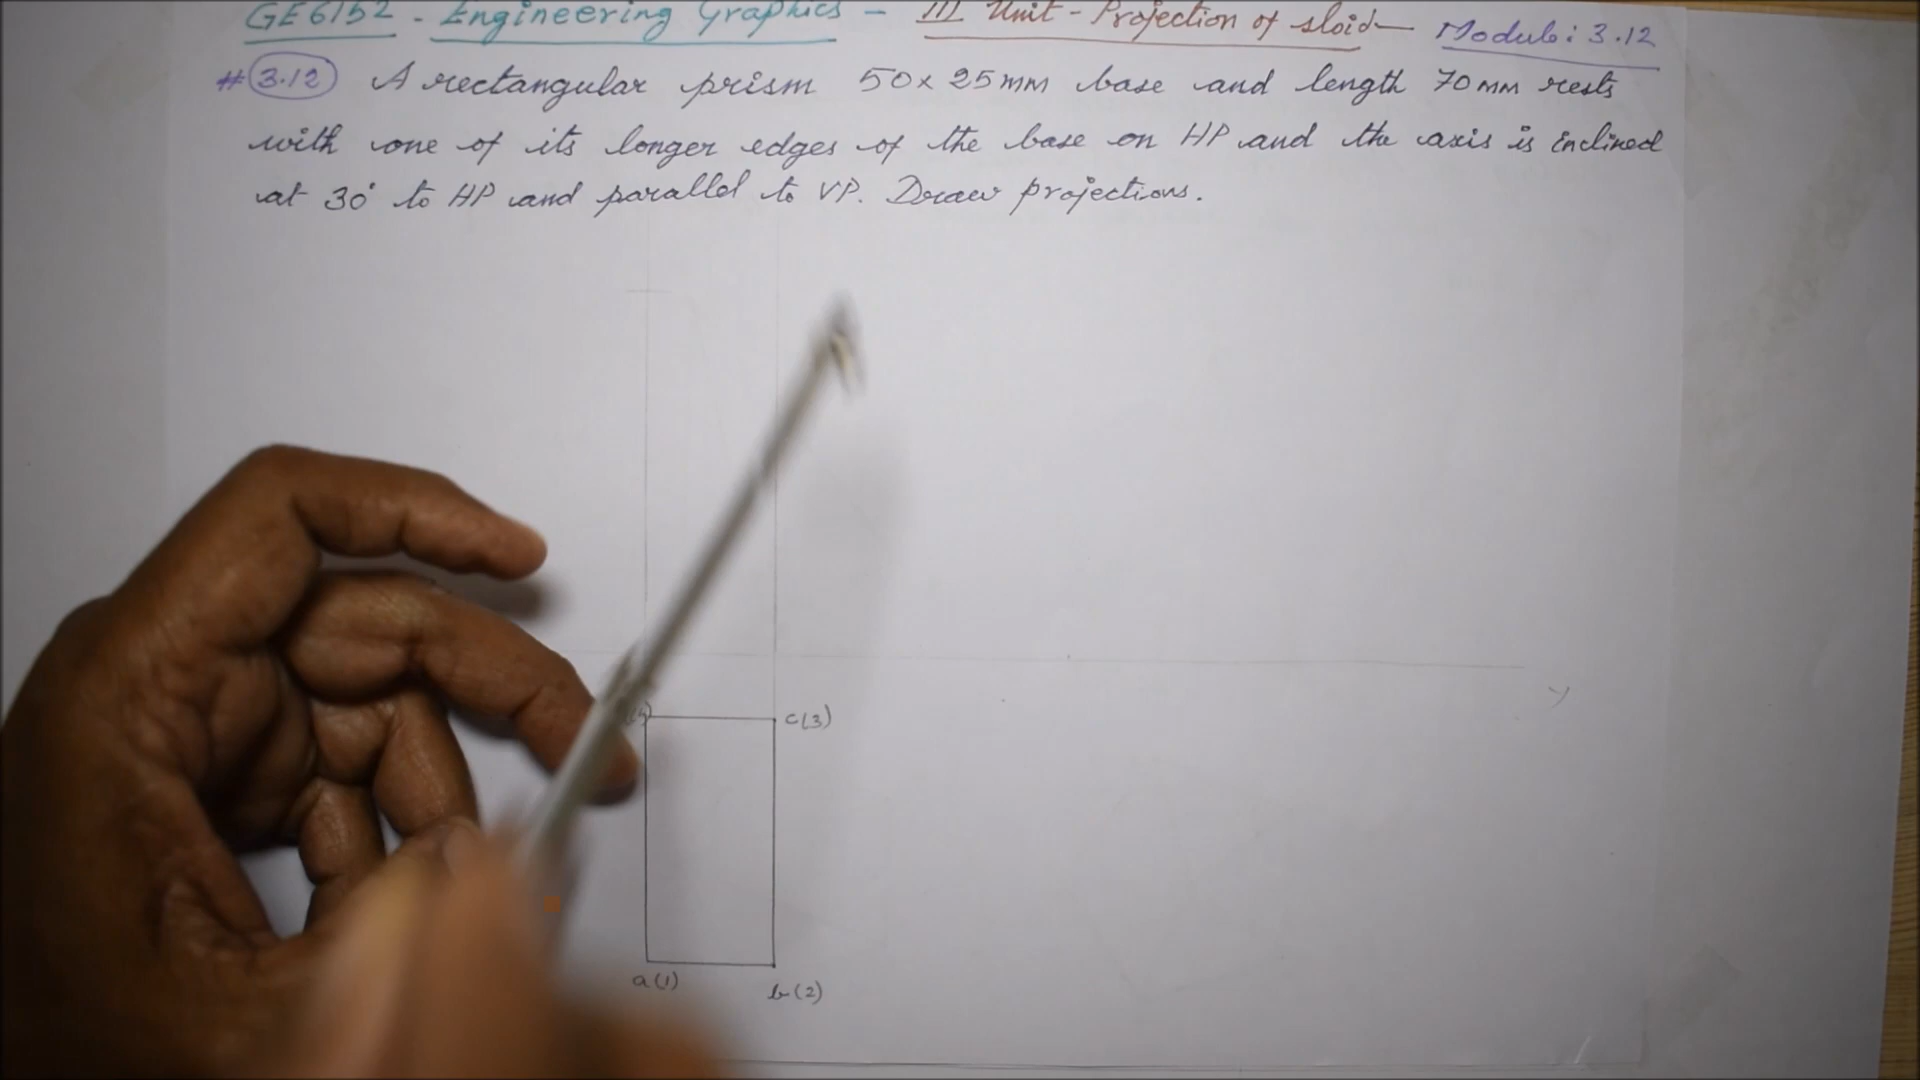 GE6152 - Engineering Graphics - III Unit - Projection of sloid - Module: 3.12
# 3.12 A rectangular prism 50x25mm base and length 70mm rests
with one of its longer edges of the base on HP and the axis is inclined
at 30° to HP and parallel to VP. Draw projections.
y
c(3)
a(1)
b(2)